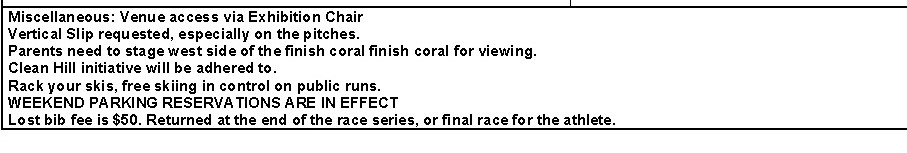 Miscellaneous: Venue access via Exhibition Chair
Vertical Slip requested, especially on the pitches.
Parents need to stage west side of the finish coral finish coral for viewing.
Clean Hill initiative will be adhered to.
Rack your skis, free skiing in control on public runs.
WEEKEND PARKING RESERVATIONS ARE IN EFFECT
Lost bib fee is $50. Returned at the end of the race series, or final race for the athlete.